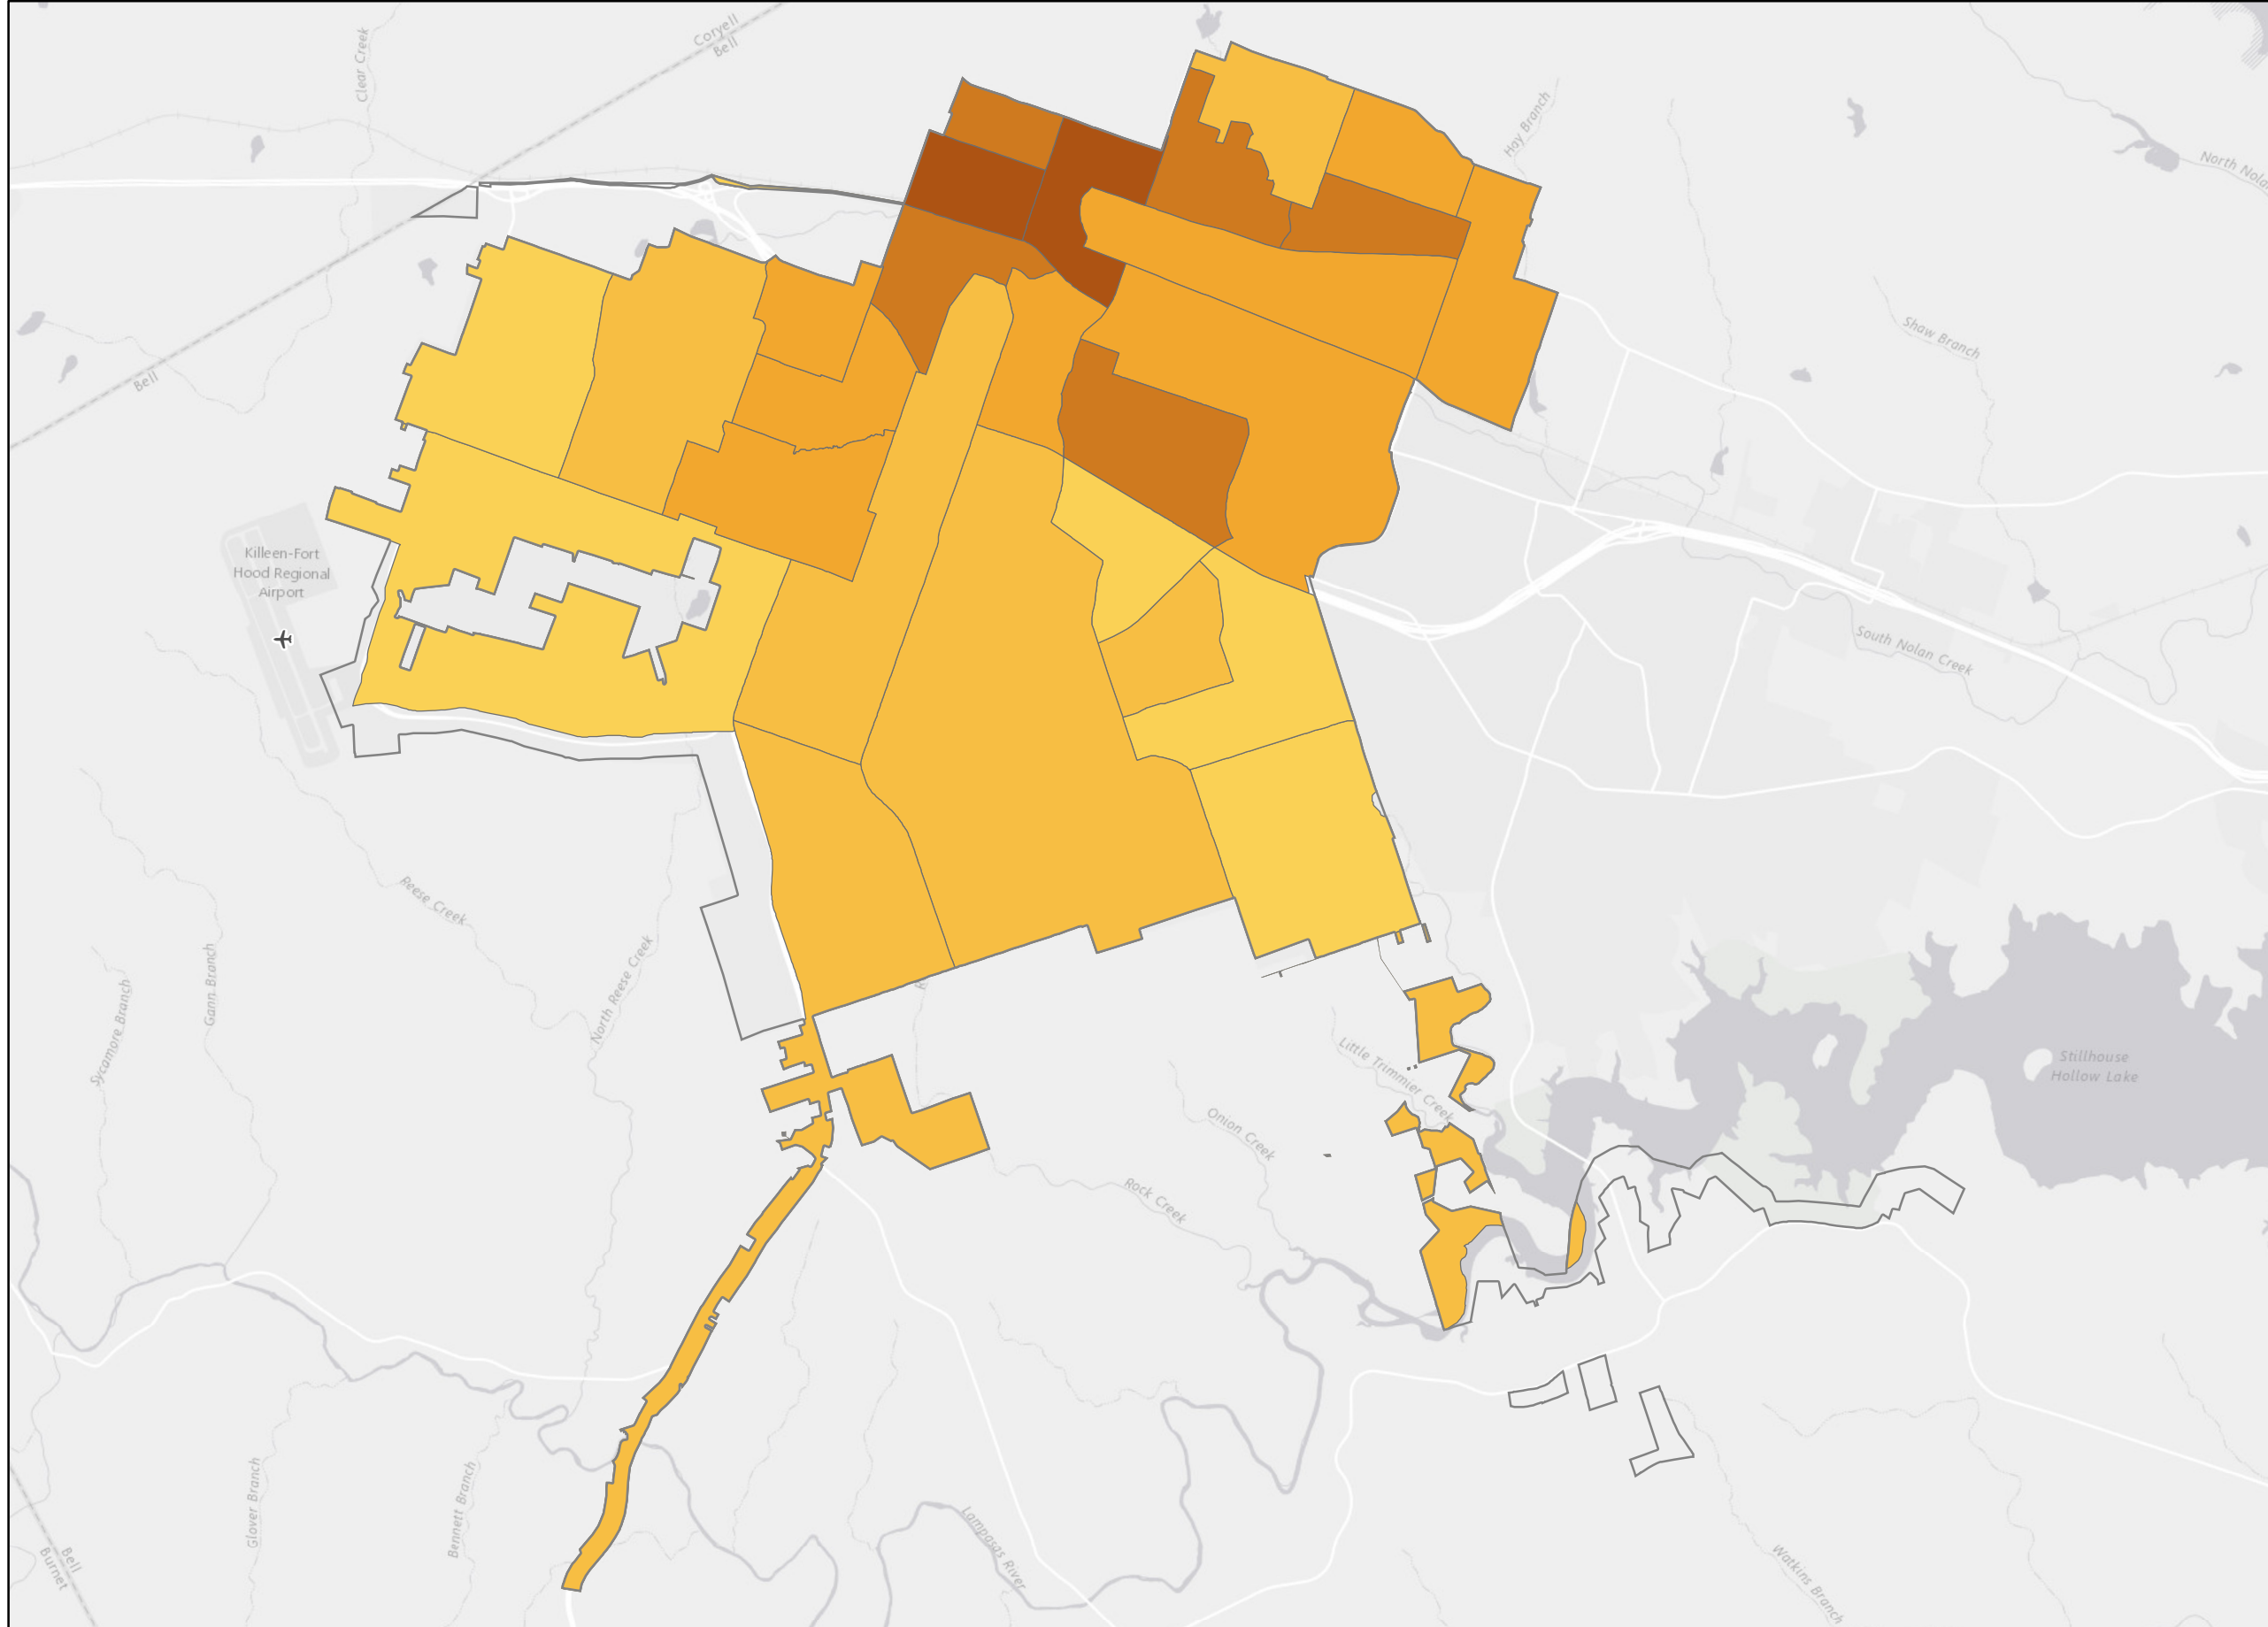 Coryell
Bell
Clear Creek
Hay Branch
North Nola
Bell
Shaw Branch
Killeen-Fort
Hood Regional
Airport
South Nolan Creek
Reese Creek
Gann Branch
North Reese Creek
Sycamore Branch
R
Little Trimmier Creek
Stillhouse
Hollow Lake
Onion Creek
Rock Creek
Glover Branch
Bennett Branch
Lampasas River
Bell
Burnet
Watkins Branch